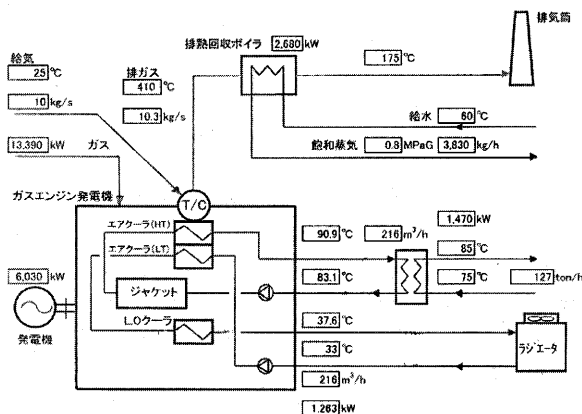 排気筒
排熱回収ボイラ 2,680 kW
給気
25 ℃
排ガス
410 ℃
175 ℃
10 kg/s
10.3 kg/s
給水 60 ℃
13,390 kW ガス
飽和蒸気 0.8 MPaG 3,830 kg/h
T/C
ガスエンジン発電機
エアクーラ(HT)
エアクーラ(LT)
1,470 kW
90.9 ℃ 216 m³/h
85 ℃
83.1 ℃
75 ℃ 127 ton/h
6,030 kW
ジャケット
発電機
L.Oクーラ
37.6 ℃
33 ℃
ラジエータ
216 m³/h
1,263 kW